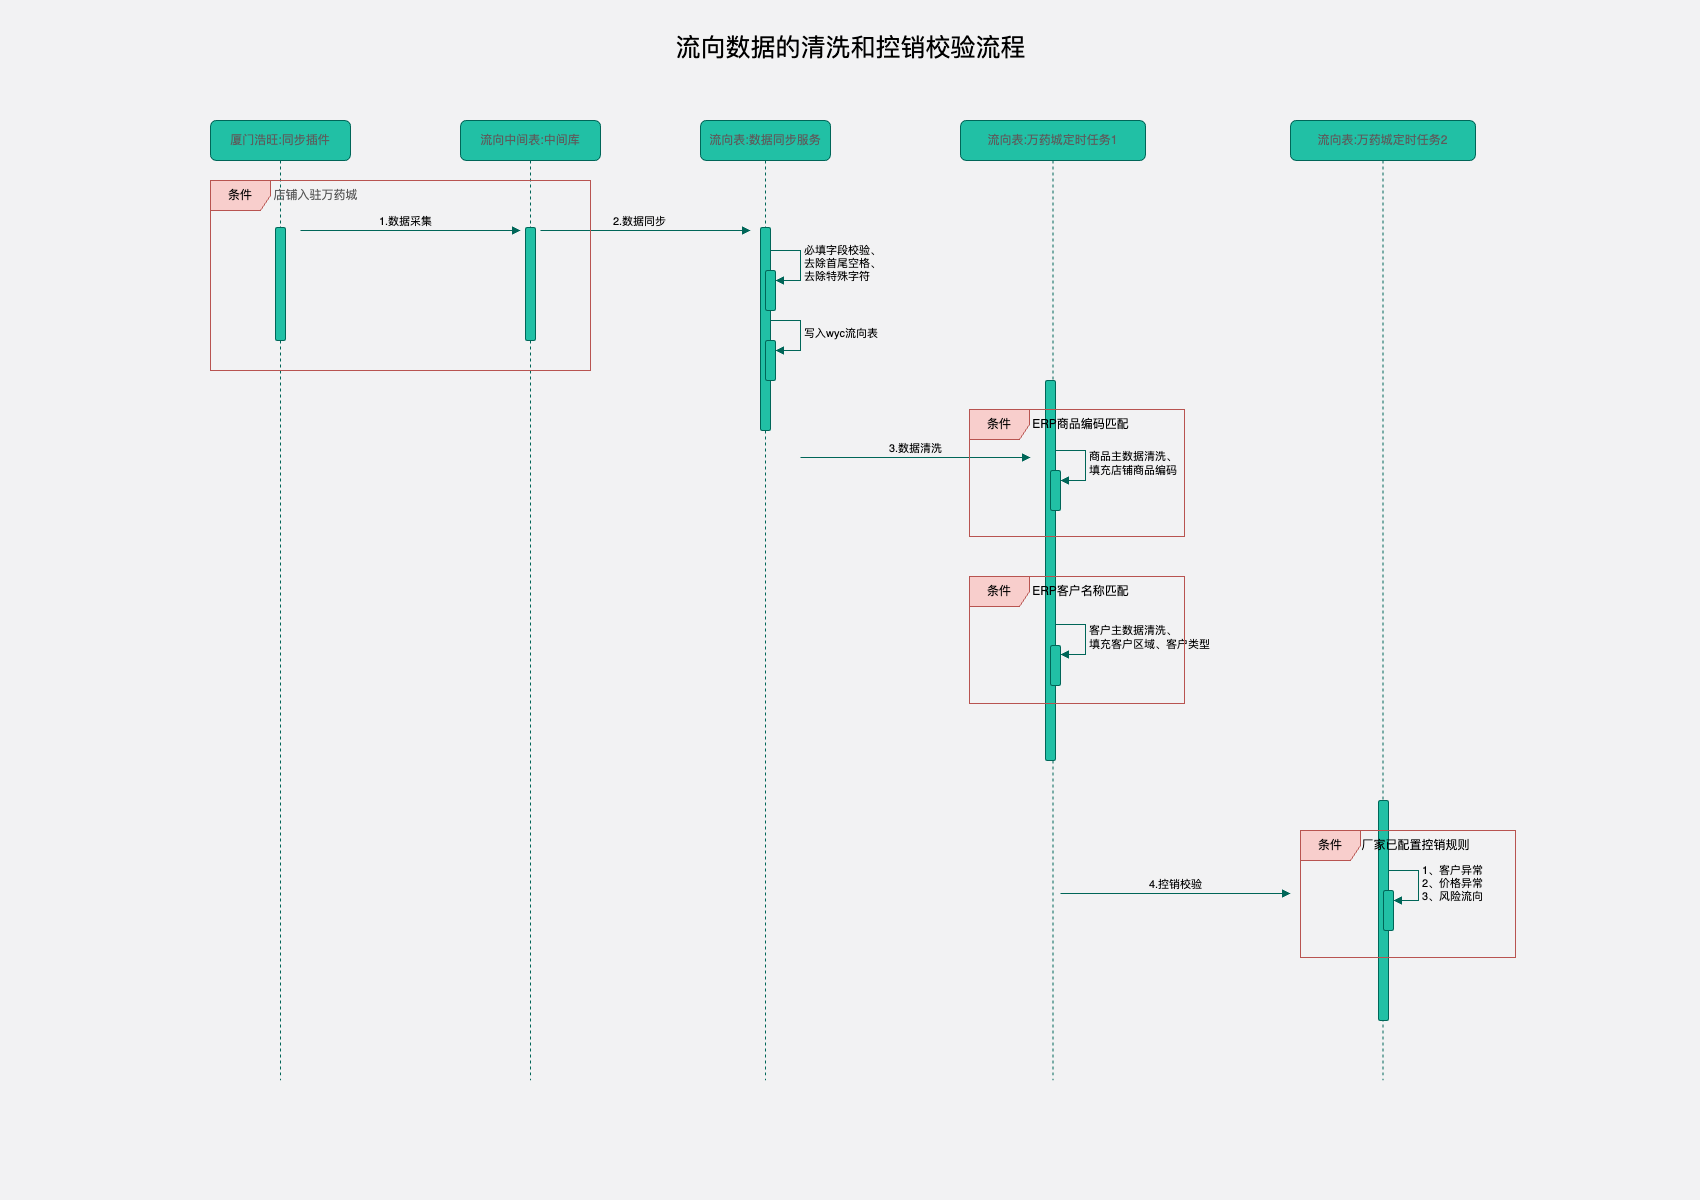 流向数据的清洗和控销校验流程
厦门浩旺:同步插件
流向中间表:中间库
流向表:数据同步服务
流向表:万药城定时任务1
流向表:万药城定时任务2
条件
店铺入驻万药城
1.数据采集
2.数据同步
必填字段校验、
去除首尾空格、
去除特殊字符
写入wyc流向表
条件
ERP商品编码匹配
3.数据清洗
商品主数据清洗、
填充店铺商品编码
条件
ERP客户名称匹配
客户主数据清洗、
填充客户区域、客户类型
条件
厂家已配置控销规则
4.控销校验
1、客户异常
2、价格异常
3、风险流向